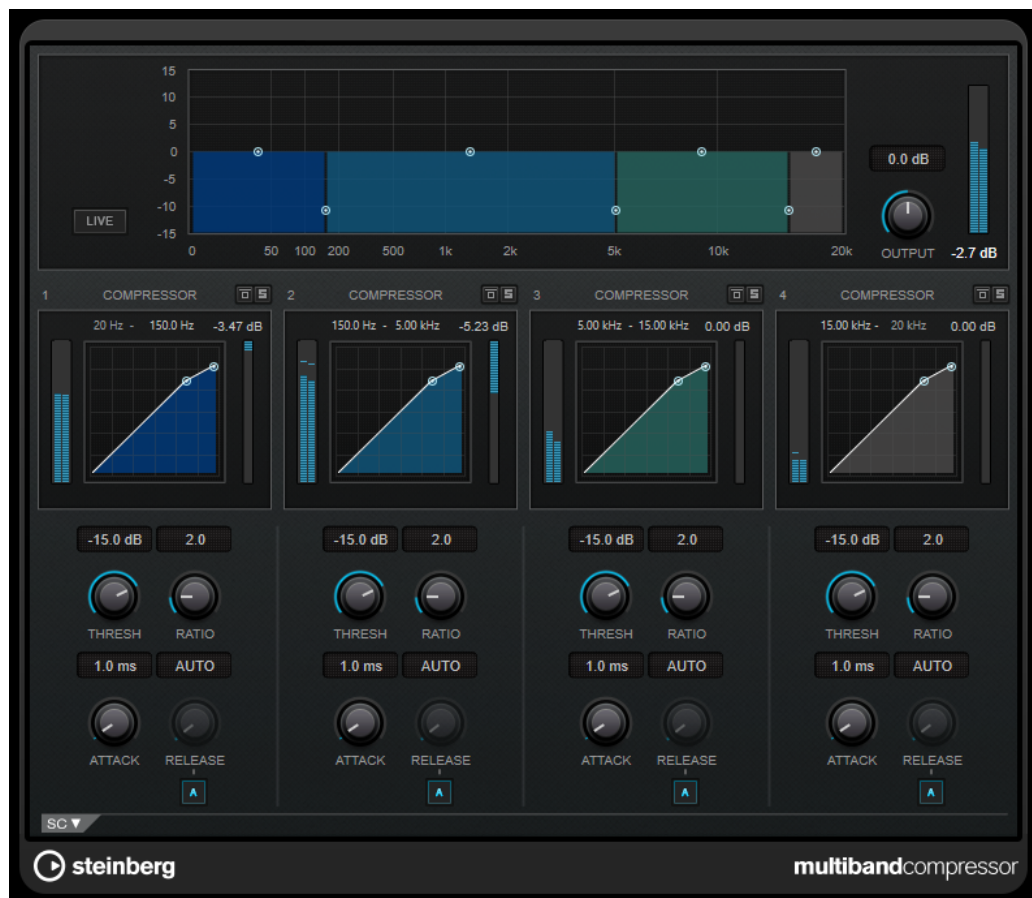 15
10
5
0
-5
-10
-15
LIVE
0 50 100 200 500 1k 2k 5k 10k 20k
0.0 dB
OUTPUT -2.7 dB
1 COMPRESSOR S 2 COMPRESSOR S 3 COMPRESSOR S 4 COMPRESSOR S
20 Hz - 150.0 Hz -3.47 dB 150.0 Hz - 5.00 kHz -5.23 dB 5.00 kHz - 15.00 kHz 0.00 dB 15.00 kHz - 20 kHz 0.00 dB
-15.0 dB 2.0 -15.0 dB 2.0 -15.0 dB 2.0 -15.0 dB 2.0
THRESH RATIO THRESH RATIO THRESH RATIO THRESH RATIO
1.0 ms AUTO 1.0 ms AUTO 1.0 ms AUTO 1.0 ms AUTO
ATTACK RELEASE ATTACK RELEASE ATTACK RELEASE ATTACK RELEASE
A A A A
SC▼
steinberg multibandcompressor